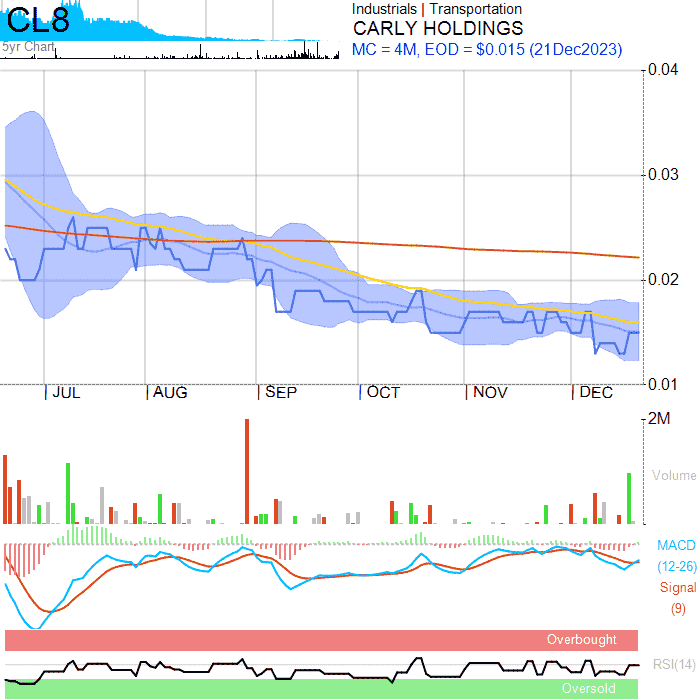 CL8
5yr Chart
Industrials | Transportation
CARLY HOLDINGS
MC = 4M, EOD = $0.015 (21Dec2023)
0.04
0.03
0.02
0.01
JUL
AUG
SEP
OCT
NOV
DEC
2M
Volume
MACD
(12-26)
Signal
(9)
Overbought
RSI(14)
Oversold